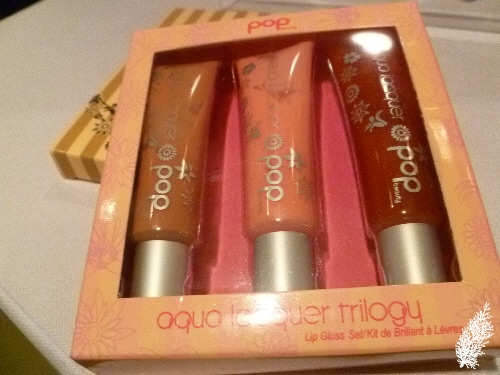 pop
aqua lacquer
pop
beauty
pop
pop
aqua lacquer trilogy
Lip Gloss Set/Kit de Brillant à Lèvres